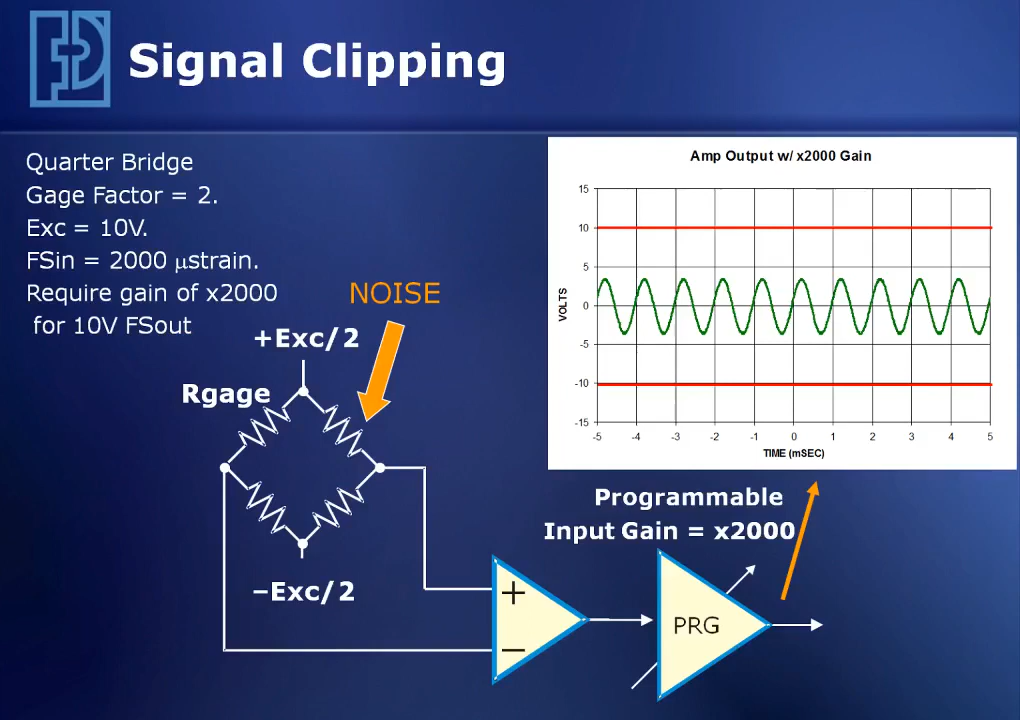 Signal Clipping
Quarter Bridge
Gage Factor = 2.
Exc = 10V.
FSin = 2000 μstrain.
Require gain of x2000
for 10V FSout
NOISE
+Exc/2
Rgage
–Exc/2
Amp Output w/ x2000 Gain
15
10
5
0
-5
-10
-15
VOLTS
-5 -4 -3 -2 -1 0 1 2 3 4 5
TIME (mSEC)
Programmable
Input Gain = x2000
+
−
PRG